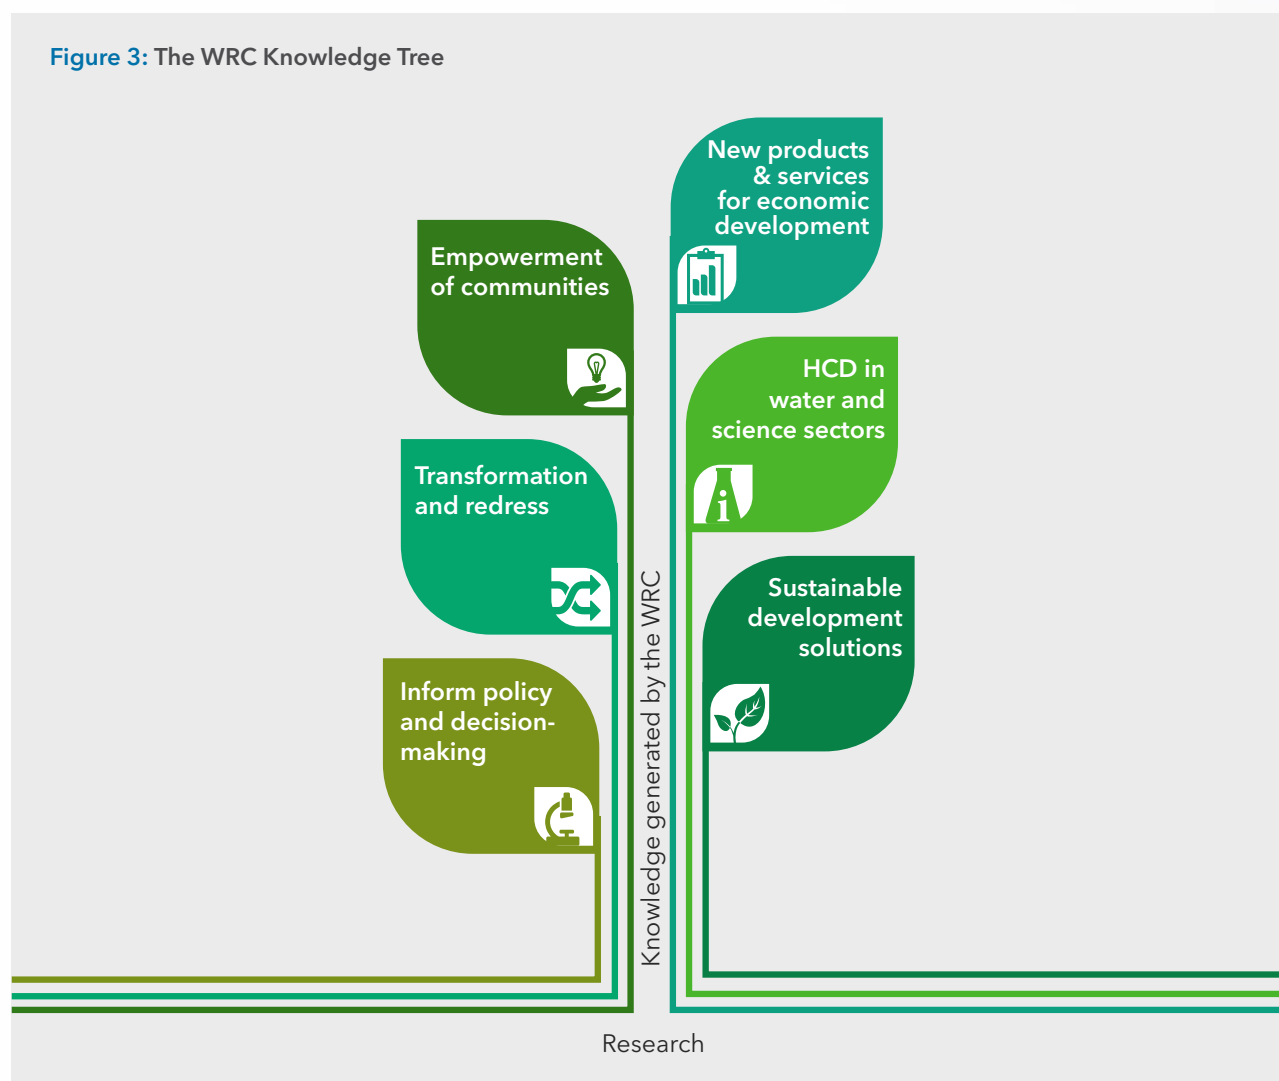 Figure 3: The WRC Knowledge Tree
New products
& services
for economic
development
Empowerment
of communities
HCD in
water and
science sectors
Transformation
and redress
Sustainable
development
solutions
Inform policy
and decision-
making
Knowledge generated by the WRC
Research